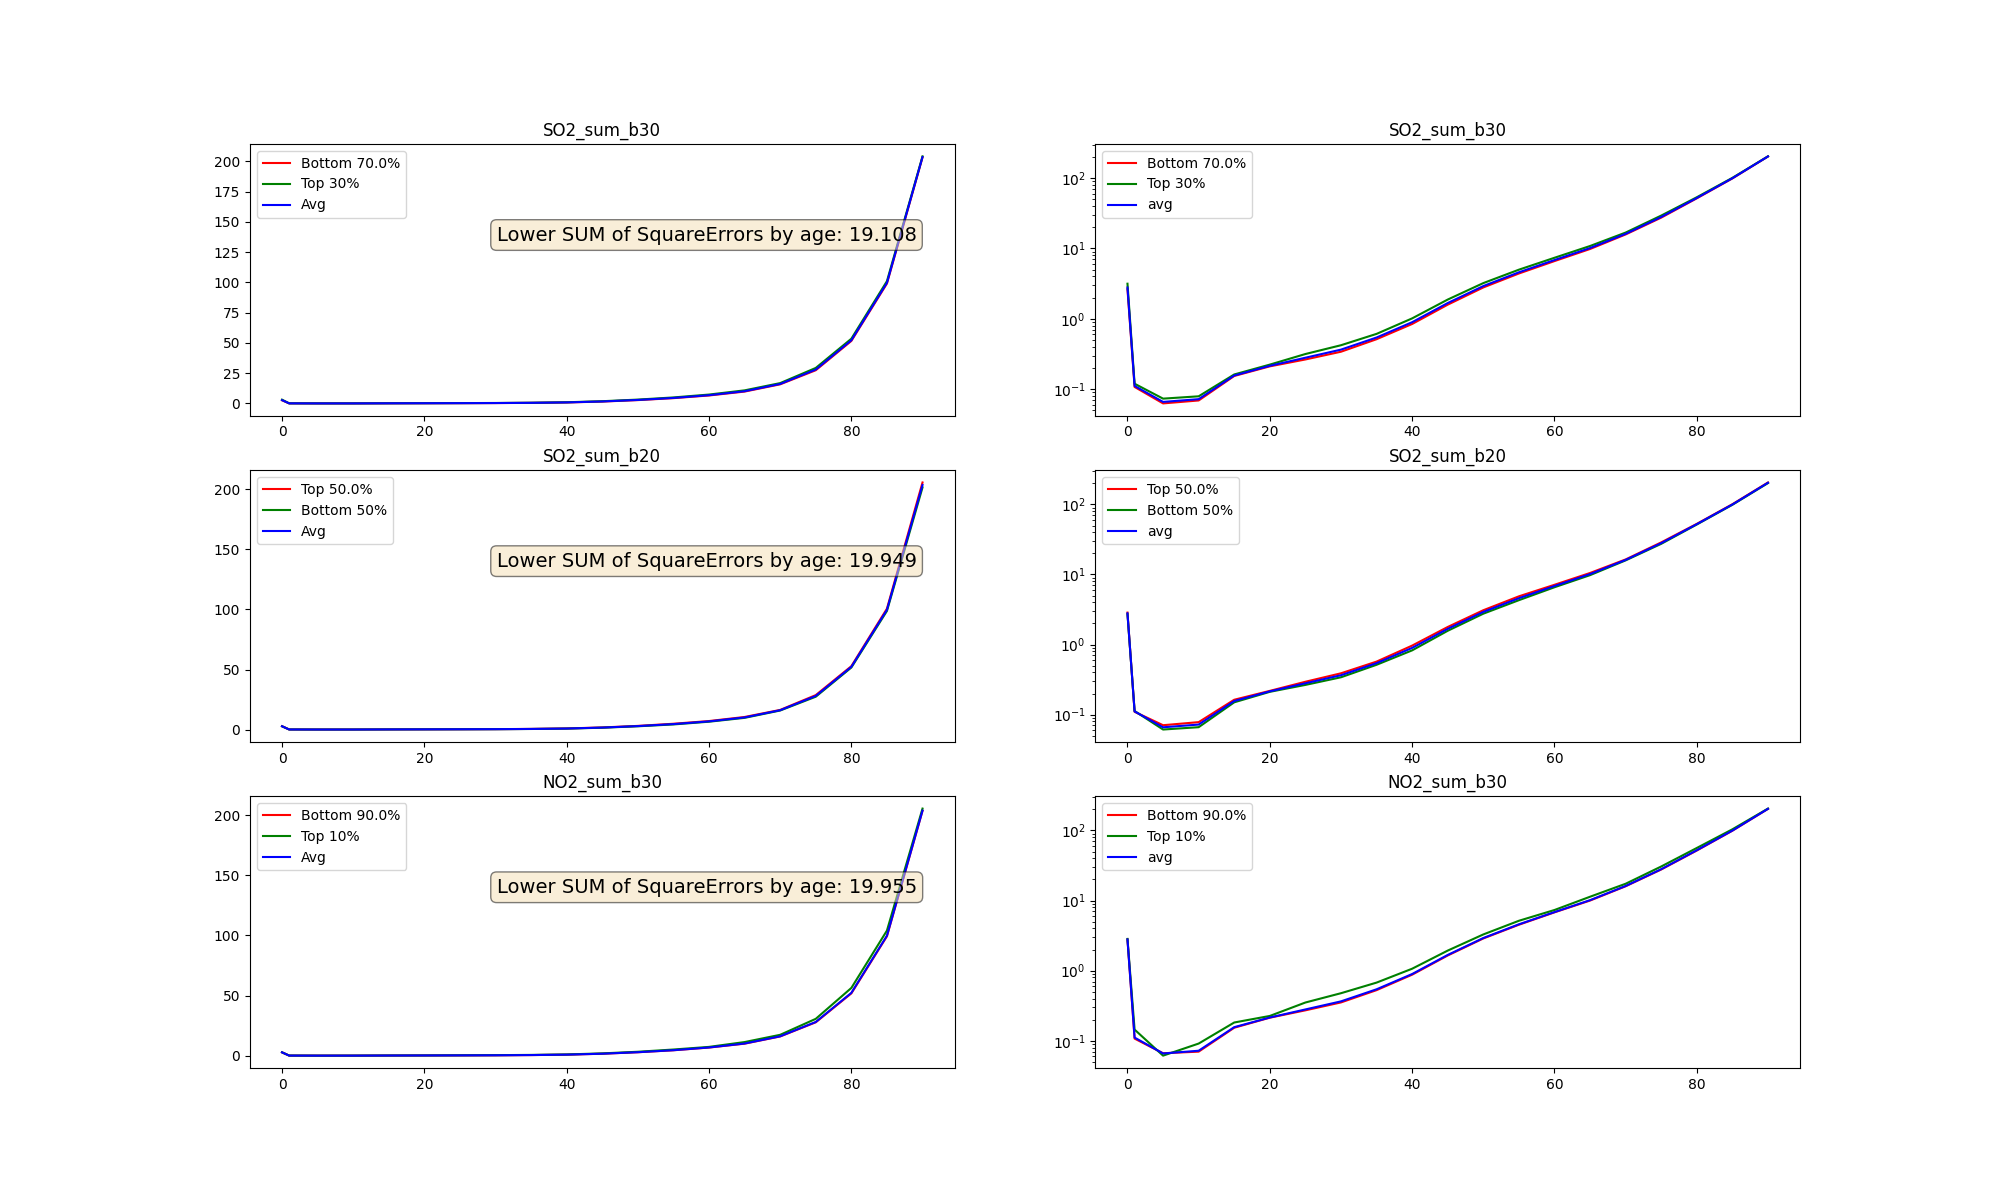 SO2_sum_b30
Bottom 70.0%
Top 30%
Avg
Lower SUM of SquareErrors by age: 19.108
200
175
150
125
100
75
50
25
0
0 20 40 60 80
SO2_sum_b30
Bottom 70.0%
Top 30%
avg
10^2
10^1
10^0
10^−1
0 20 40 60 80
SO2_sum_b20
Top 50.0%
Bottom 50%
Avg
Lower SUM of SquareErrors by age: 19.949
200
150
100
50
0
0 20 40 60 80
SO2_sum_b20
Top 50.0%
Bottom 50%
avg
10^2
10^1
10^0
10^−1
0 20 40 60 80
NO2_sum_b30
Bottom 90.0%
Top 10%
Avg
Lower SUM of SquareErrors by age: 19.955
200
150
100
50
0
0 20 40 60 80
NO2_sum_b30
Bottom 90.0%
Top 10%
avg
10^2
10^1
10^0
10^−1
0 20 40 60 80